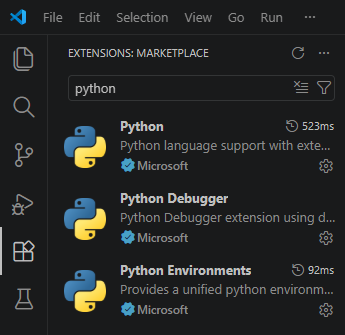 File Edit Selection View Go Run ···
EXTENSIONS: MARKETPLACE ···
python
Python 523ms
Python language support with exte...
Microsoft
Python Debugger
Python Debugger extension using d...
Microsoft
Python Environments 92ms
Provides a unified python environm...
Microsoft